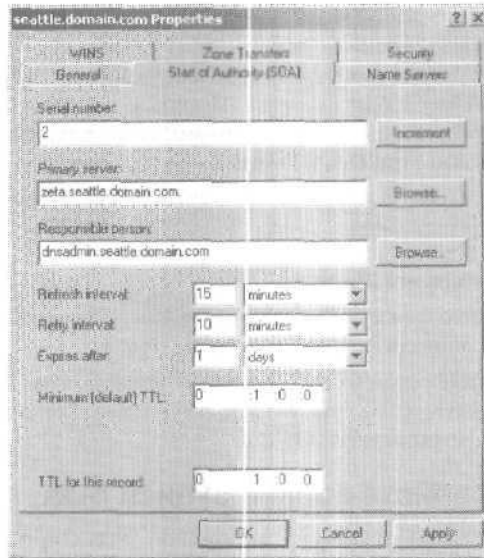 seattle.domain.com Properties ? ×
WINS Zone Transfers Security
General Start of Authority (SOA) Name Servers
Serial number:
2 Increment
Primary server:
zeta.seattle.domain.com. Browse...
Responsible person:
dnsadmin.seattle.domain.com Browse...
Refresh interval: 15 minutes
Retry interval: 10 minutes
Expires after: 1 days
Minimum (default) TTL: 0 :1 :0 :0
TTL for this record: 0 :1 :0 :0
OK Cancel Apply